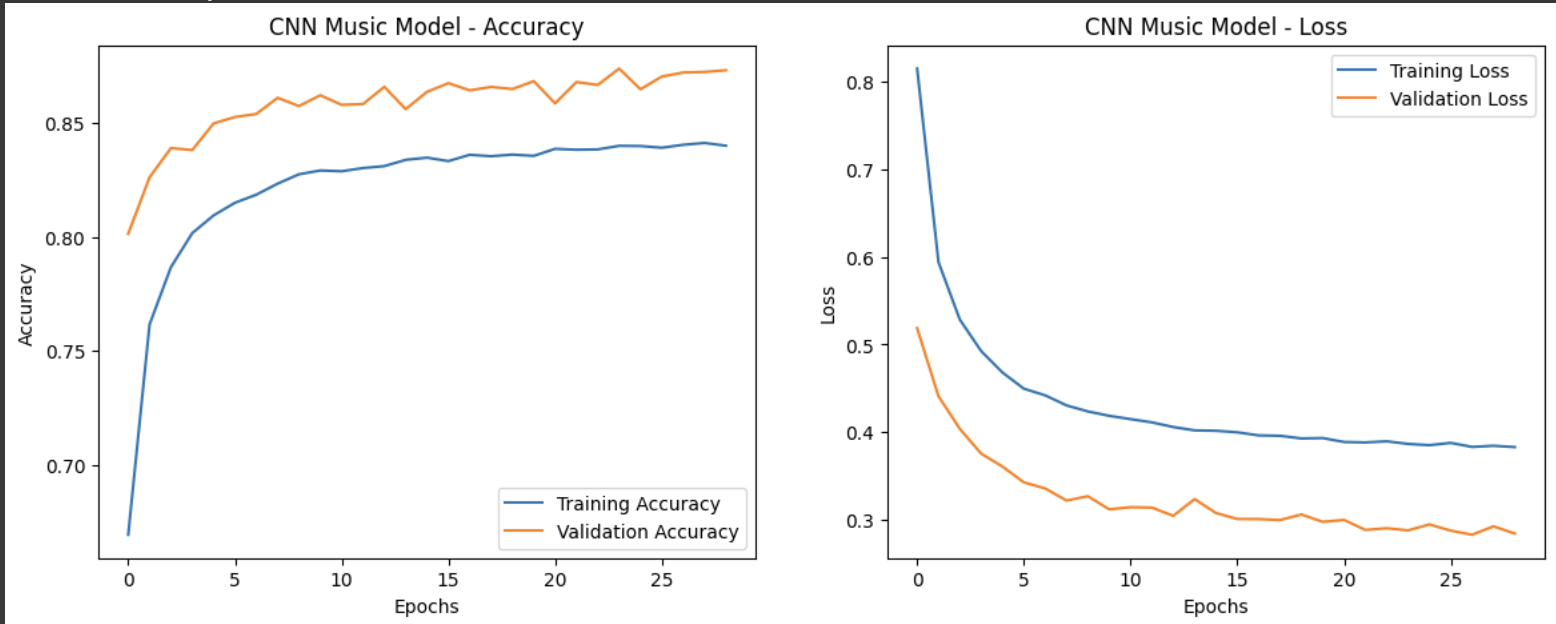 CNN Music Model - Accuracy
0.85
0.80
0.75
0.70
Accuracy
Training Accuracy
Validation Accuracy
0 5 10 15 20 25
Epochs
CNN Music Model - Loss
Training Loss
Validation Loss
0.8
0.7
0.6
0.5
0.4
0.3
Loss
0 5 10 15 20 25
Epochs